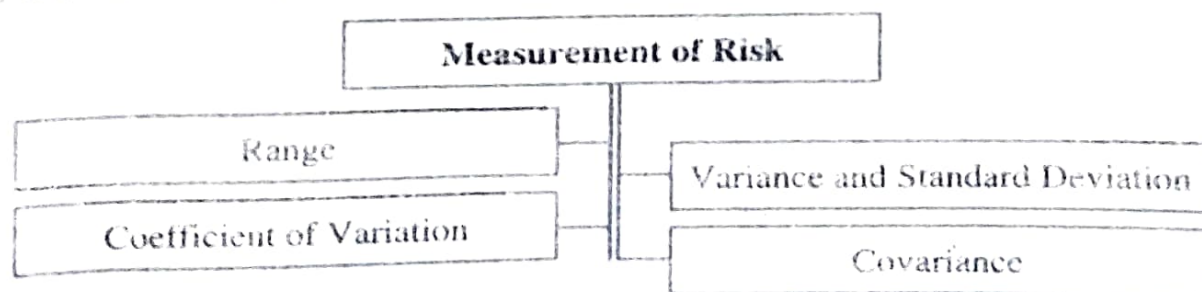 Measurement of Risk
Range
Variance and Standard Deviation
Coefficient of Variation
Covariance